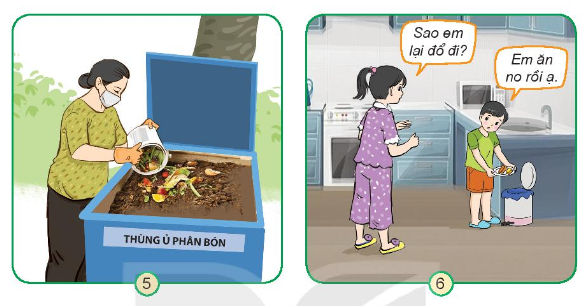 THÙNG Ủ PHÂN BÓN
5
Sao em
lại đổ đi?
Em ăn
no rồi ạ.
6